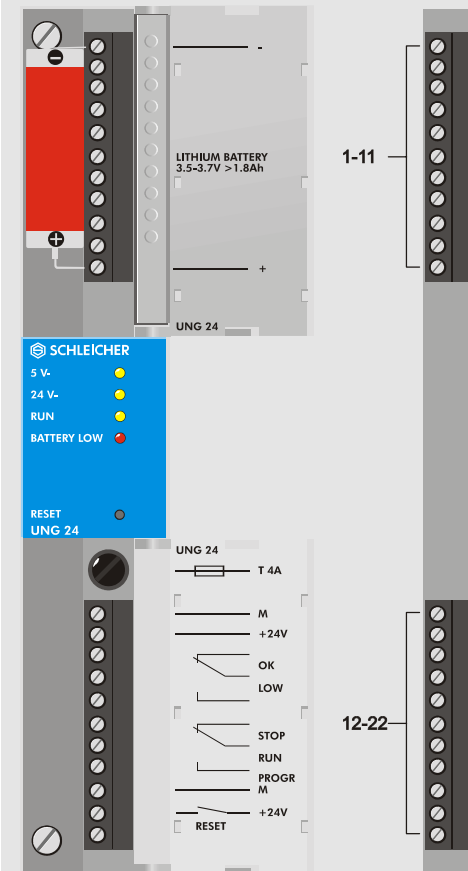 -
1-11
LITHIUM BATTERY
3.5-3.7V >1.8Ah
+
UNG 24
SCHLEICHER
5 V-
24 V-
RUN
BATTERY LOW
RESET
UNG 24
UNG 24
T 4A
M
+24V
OK
LOW
12-22
STOP
RUN
PROGR
M
+24V
RESET